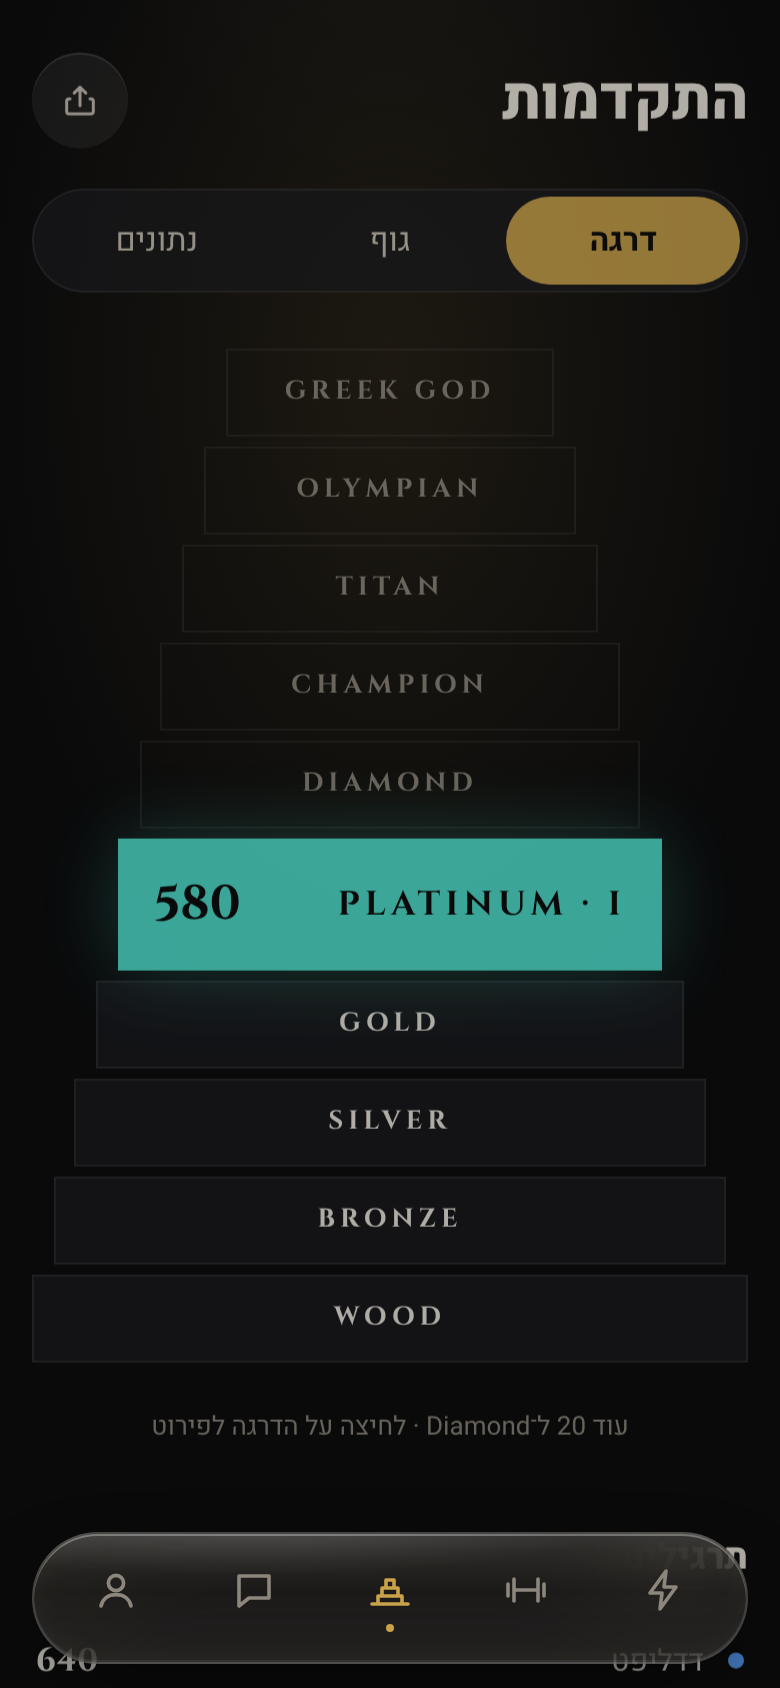 התקדמות
דרגה גוף נתונים
GREEK GOD
OLYMPIAN
TITAN
CHAMPION
DIAMOND
580 PLATINUM · I
GOLD
SILVER
BRONZE
WOOD
עוד 20 ל־Diamond · לחיצה על הדרגה לפירוט
תרגילים
דדליפט 640